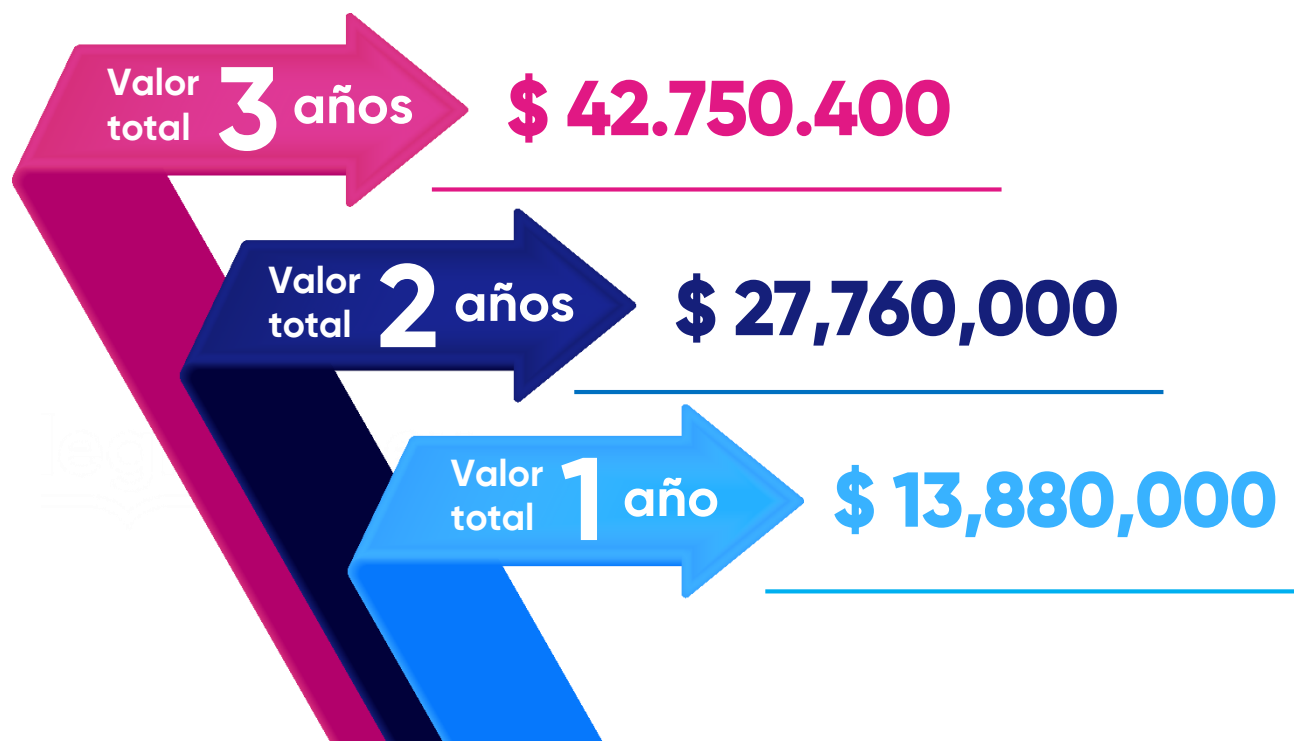 Valor total 3 años $ 42.750.400
Valor total 2 años $ 27,760,000
Valor total 1 año $ 13,880,000